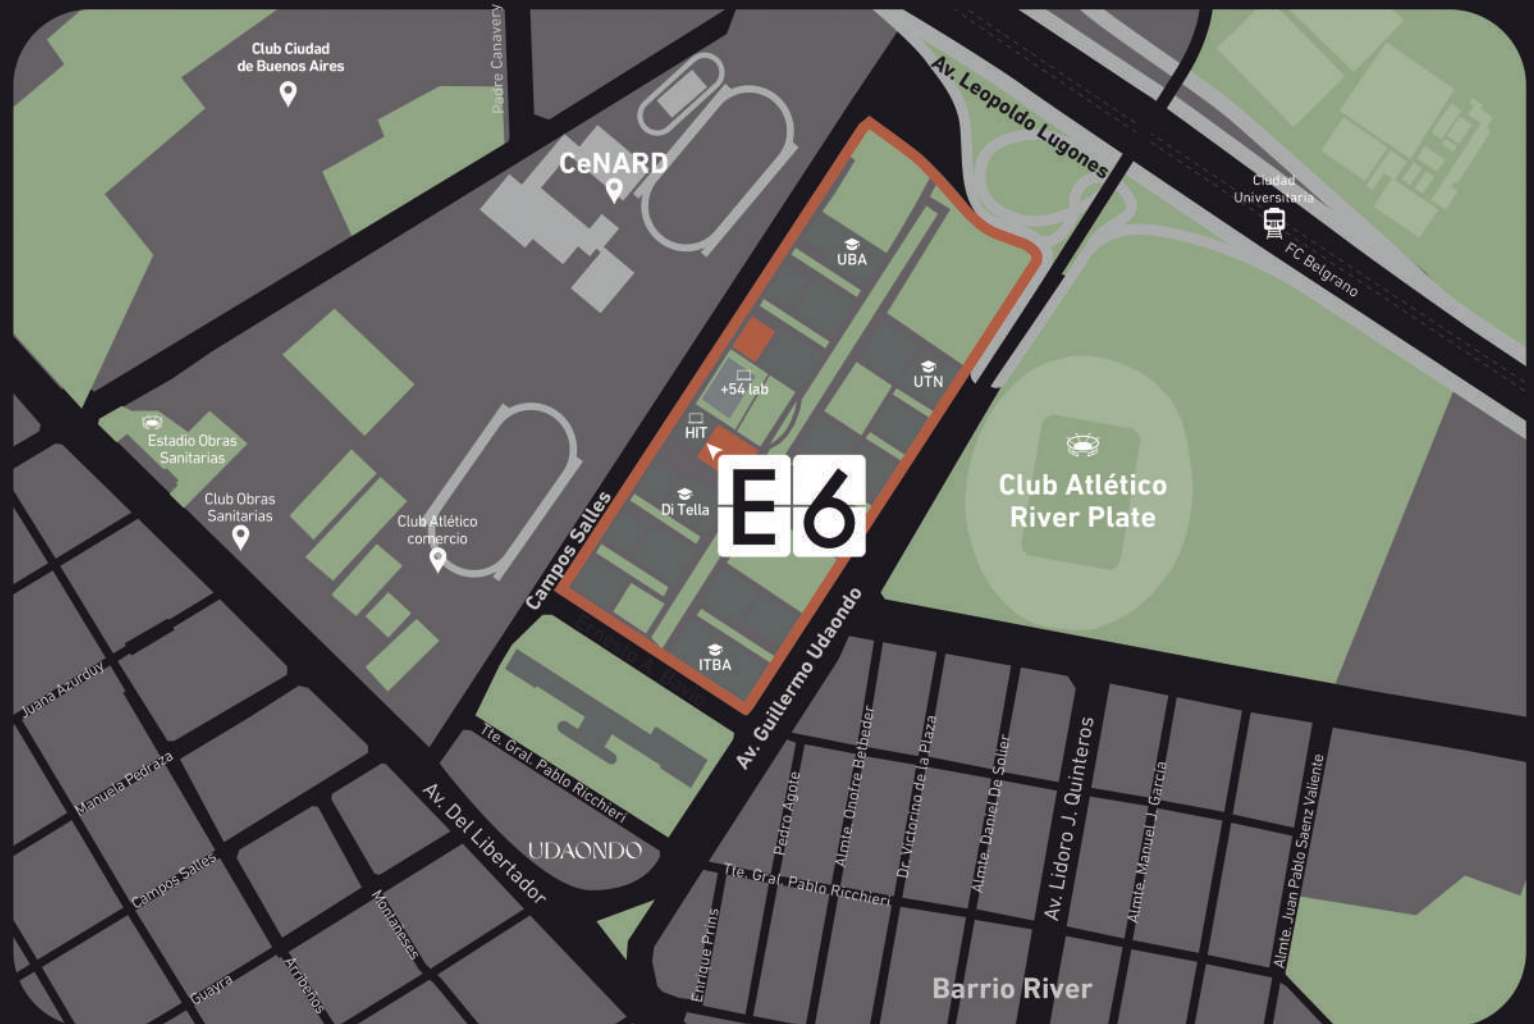 Padre Canavery
Club Ciudad
de Buenos Aires
Av. Leopoldo Lugones
CeNARD
Ciudad
Universitaria
FC Belgrano
UBA
UTN
+54 lab
HIT
Di Tella
E6
ITBA
Estadio Obras
Sanitarias
Club Obras
Sanitarias
Club Atlético
comercio
Campos Salles
Club Atlético
River Plate
Av. Guillermo Udaondo
Juana Azurduy
Manuela Pedraza
Campos Salles
Guayra
Arribeños
Montañeses
Av. Del Libertador
Tte. Gral. Pablo Ricchieri
UDAONDO
Tte. Gral. Pablo Ricchieri
Enrique Prins
Pedro Agote
Almte. Onofre Betbeder
Dr. Victorino de la Plaza
Almte. Daniel De Solier
Av. Lidoro J. Quinteros
Almte. Manuel J. García
Almte. Juan Pablo Saenz Valiente
Barrio River